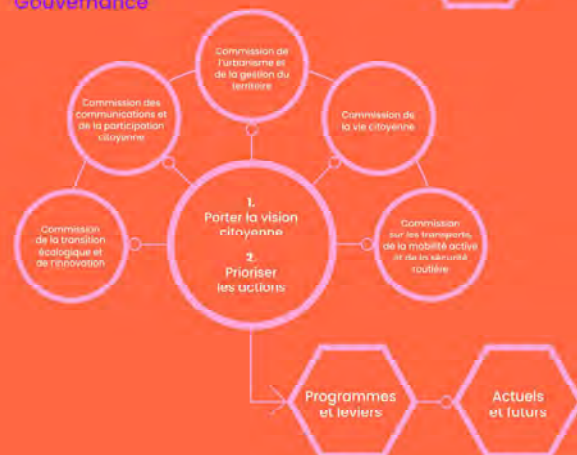 Gouvernance
Commission de
l'urbanisme et
de la gestion du
territoire
Commission des
communications et
de la participation
citoyenne
Commission de
la vie citoyenne
Commission
de la transition
écologique et
de l'innovation
1.
Porter la vision
citoyenne
2.
Prioriser
les actions
Commission
sur les transports,
de la mobilité active
et de la sécurité
routière
Programmes
et leviers
Actuels
et futurs